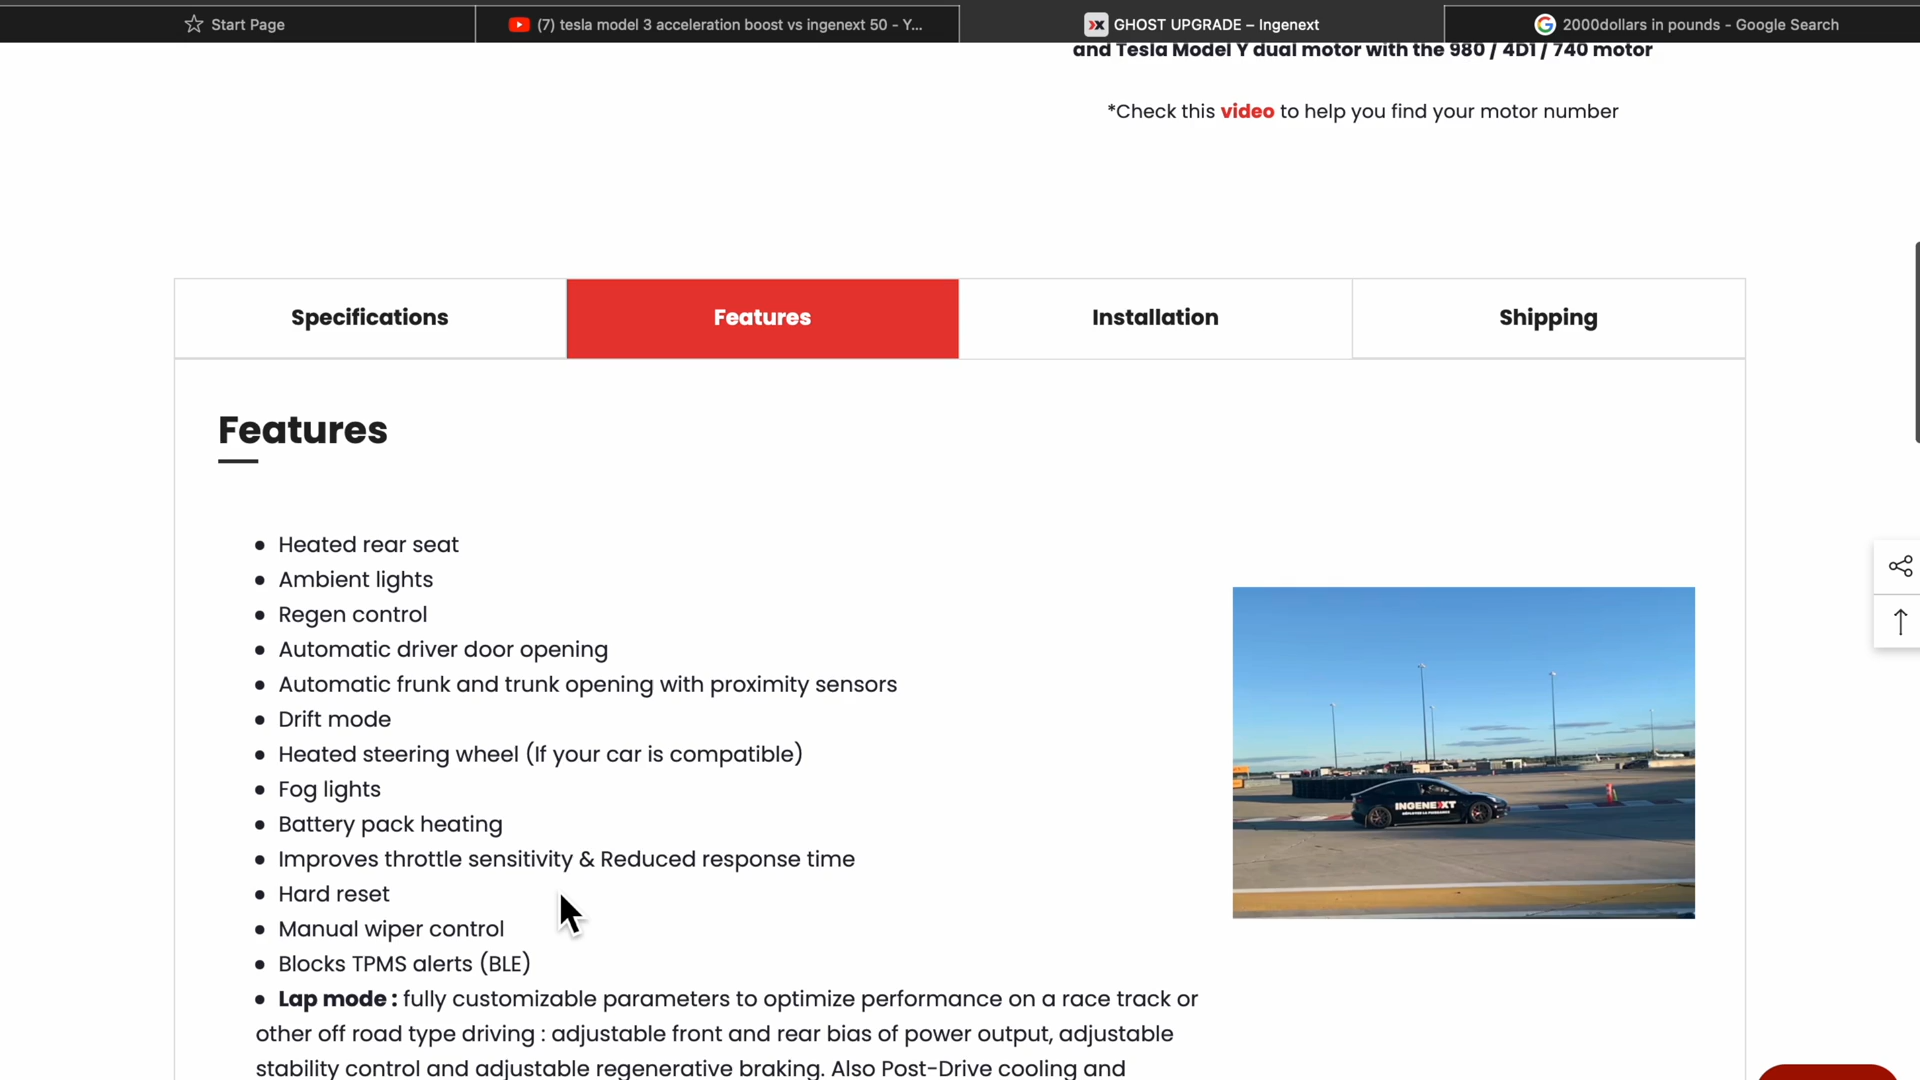 Start Page
(7) tesla model 3 acceleration boost vs ingenext 50 - Y...
GHOST UPGRADE – Ingenext
2000dollars in pounds - Google Search
and Tesla Model Y dual motor with the 980 / 4D1 / 740 motor
*Check this video to help you find your motor number
Specifications
Features
Installation
Shipping
Features
• Heated rear seat
• Ambient lights
• Regen control
• Automatic driver door opening
• Automatic frunk and trunk opening with proximity sensors
• Drift mode
• Heated steering wheel (If your car is compatible)
• Fog lights
• Battery pack heating
• Improves throttle sensitivity & Reduced response time
• Hard reset
• Manual wiper control
• Blocks TPMS alerts (BLE)
• Lap mode : fully customizable parameters to optimize performance on a race track or
other off road type driving : adjustable front and rear bias of power output, adjustable
stability control and adjustable regenerative braking. Also Post-Drive cooling and
INGENEXT